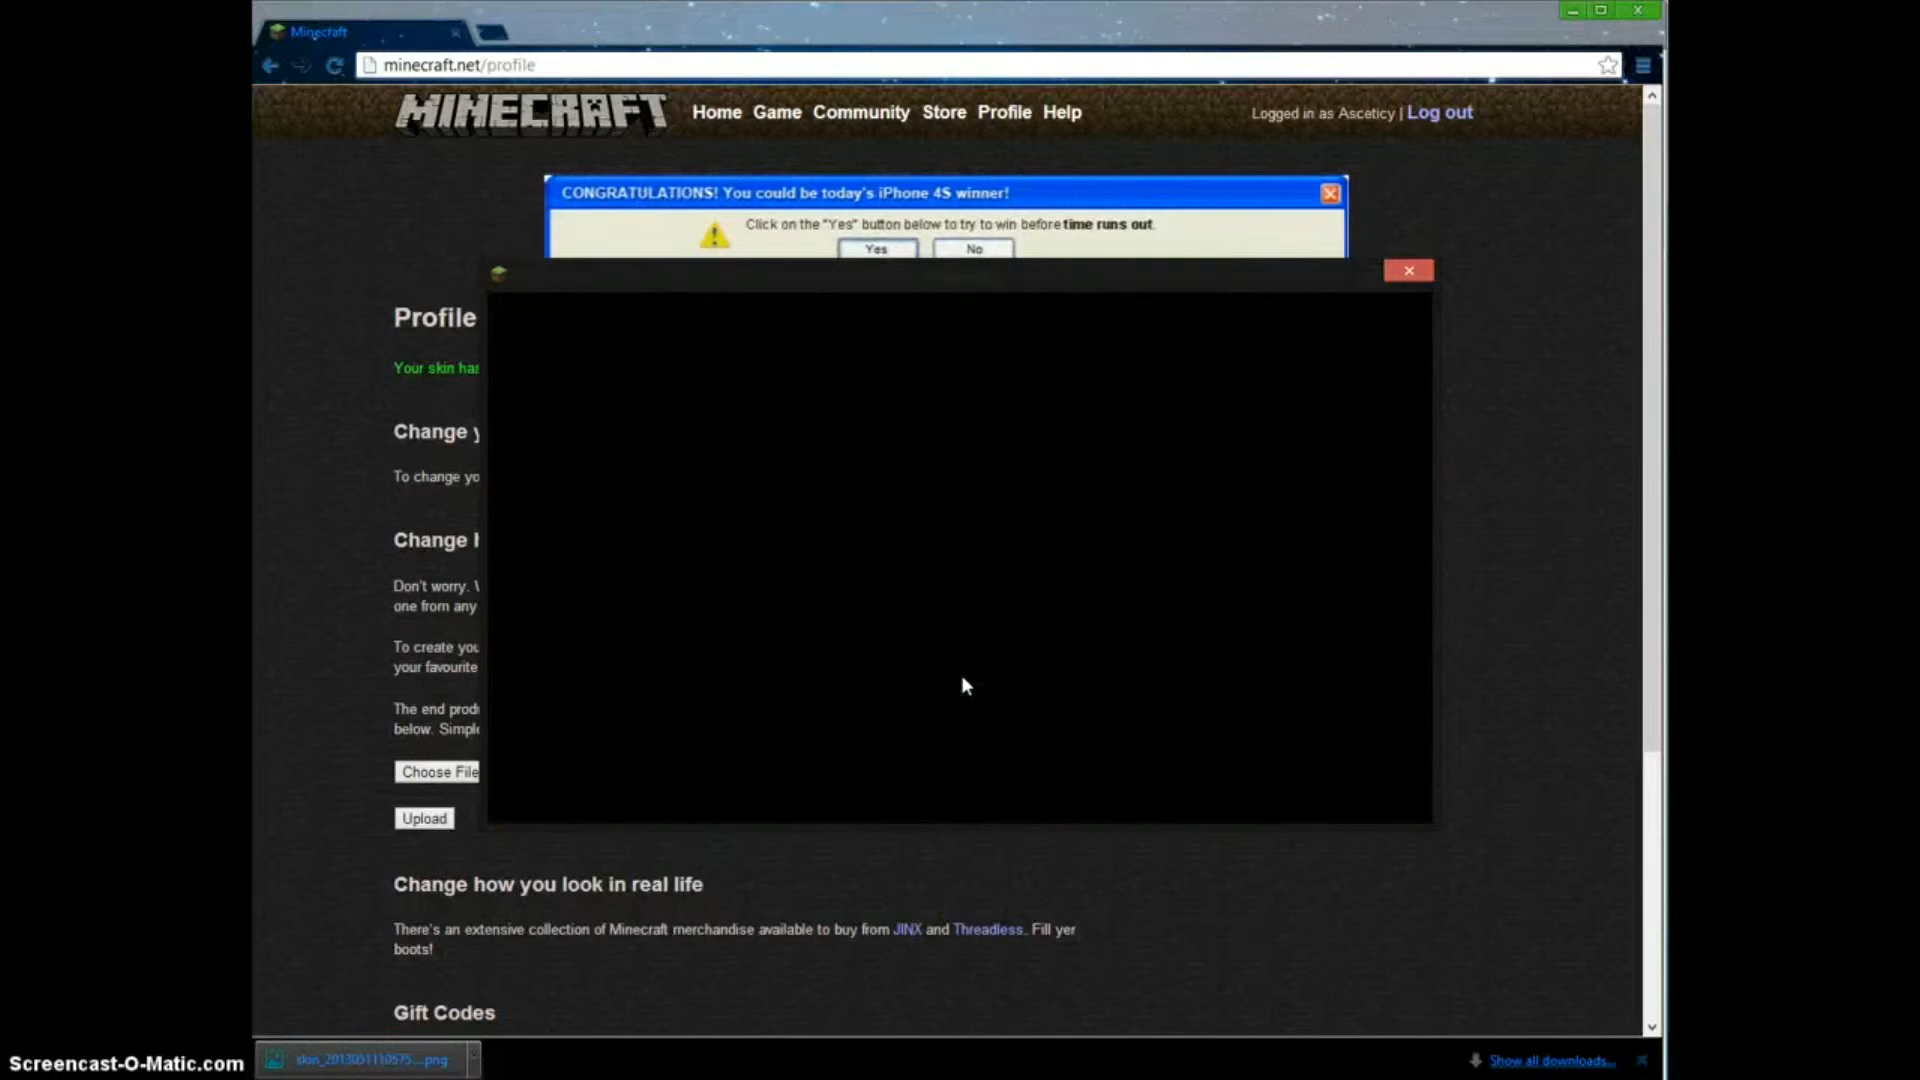 Minecraft
minecraft.net/profile
MINECRAFT
Home Game Community Store Profile Help
Logged in as Asceticy | Log out
CONGRATULATIONS! You could be today's iPhone 4S winner!
Click on the "Yes" button below to try to win before time runs out.
Yes No
Profile
Your skin has
Change y
To change yo
Change h
Don't worry. W
one from any
To create you
your favourite
The end prod
below. Simple
Choose File
Upload
Change how you look in real life
There's an extensive collection of Minecraft merchandise available to buy from JINX and Threadless. Fill yer
boots!
Gift Codes
skin_2013051110575....png
Show all downloads...
Screencast-O-Matic.com